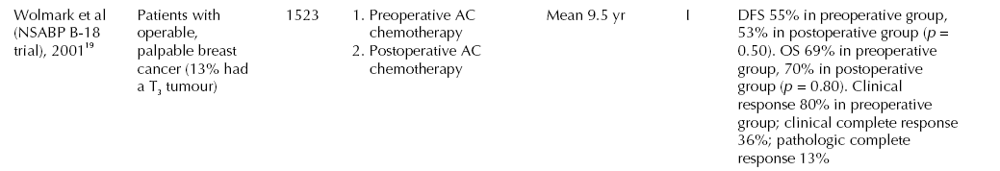 Wolmark et al
(NSABP B-18
trial), 2001¹⁹
Patients with
operable,
palpable breast
cancer (13% had
a T₃ tumour)
1523
1. Preoperative AC
chemotherapy
2. Postoperative AC
chemotherapy
Mean 9.5 yr
I
DFS 55% in preoperative group,
53% in postoperative group (p =
0.50). OS 69% in preoperative
group, 70% in postoperative
group (p = 0.80). Clinical
response 80% in preoperative
group; clinical complete response
36%; pathologic complete
response 13%